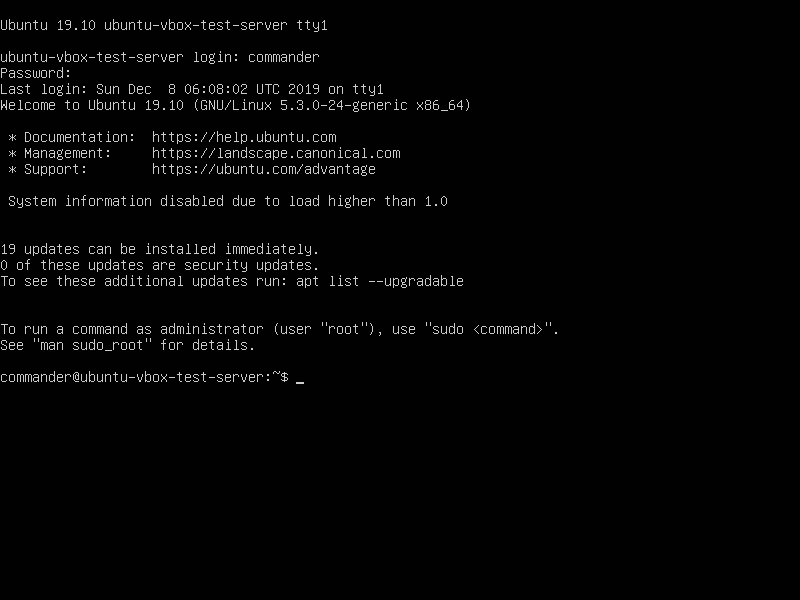 Ubuntu 19.10 ubuntu-vbox-test-server tty1
ubuntu-vbox-test-server login: commander
Password:
Last login: Sun Dec  8 06:08:02 UTC 2019 on tty1
Welcome to Ubuntu 19.10 (GNU/Linux 5.3.0-24-generic x86_64)
 * Documentation:  https://help.ubuntu.com
 * Management:     https://landscape.canonical.com
 * Support:        https://ubuntu.com/advantage
 System information disabled due to load higher than 1.0
19 updates can be installed immediately.
0 of these updates are security updates.
To see these additional updates run: apt list --upgradable
To run a command as administrator (user "root"), use "sudo <command>".
See "man sudo_root" for details.
commander@ubuntu-vbox-test-server:~$ _